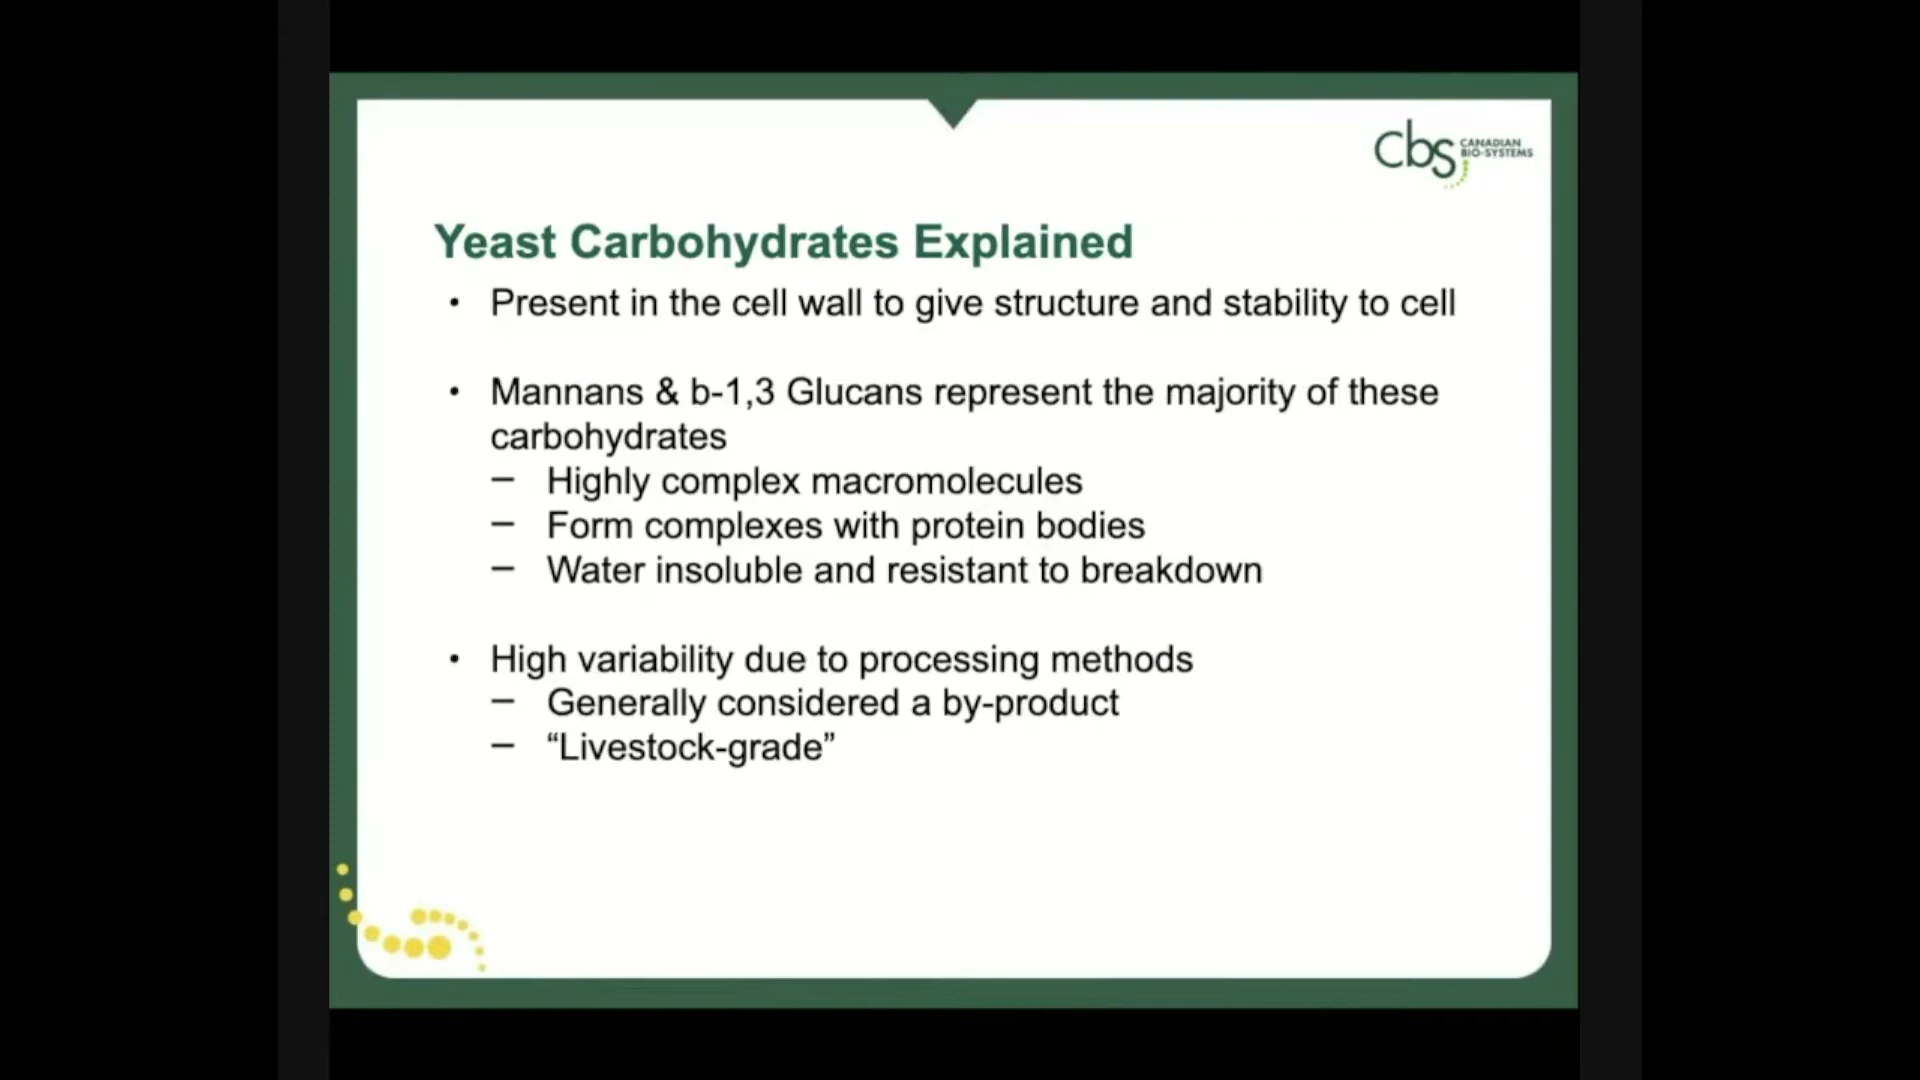 cbs CANADIAN
BIO-SYSTEMS
Yeast Carbohydrates Explained
• Present in the cell wall to give structure and stability to cell
• Mannans & b-1,3 Glucans represent the majority of these
carbohydrates
– Highly complex macromolecules
– Form complexes with protein bodies
– Water insoluble and resistant to breakdown
• High variability due to processing methods
– Generally considered a by-product
– “Livestock-grade”